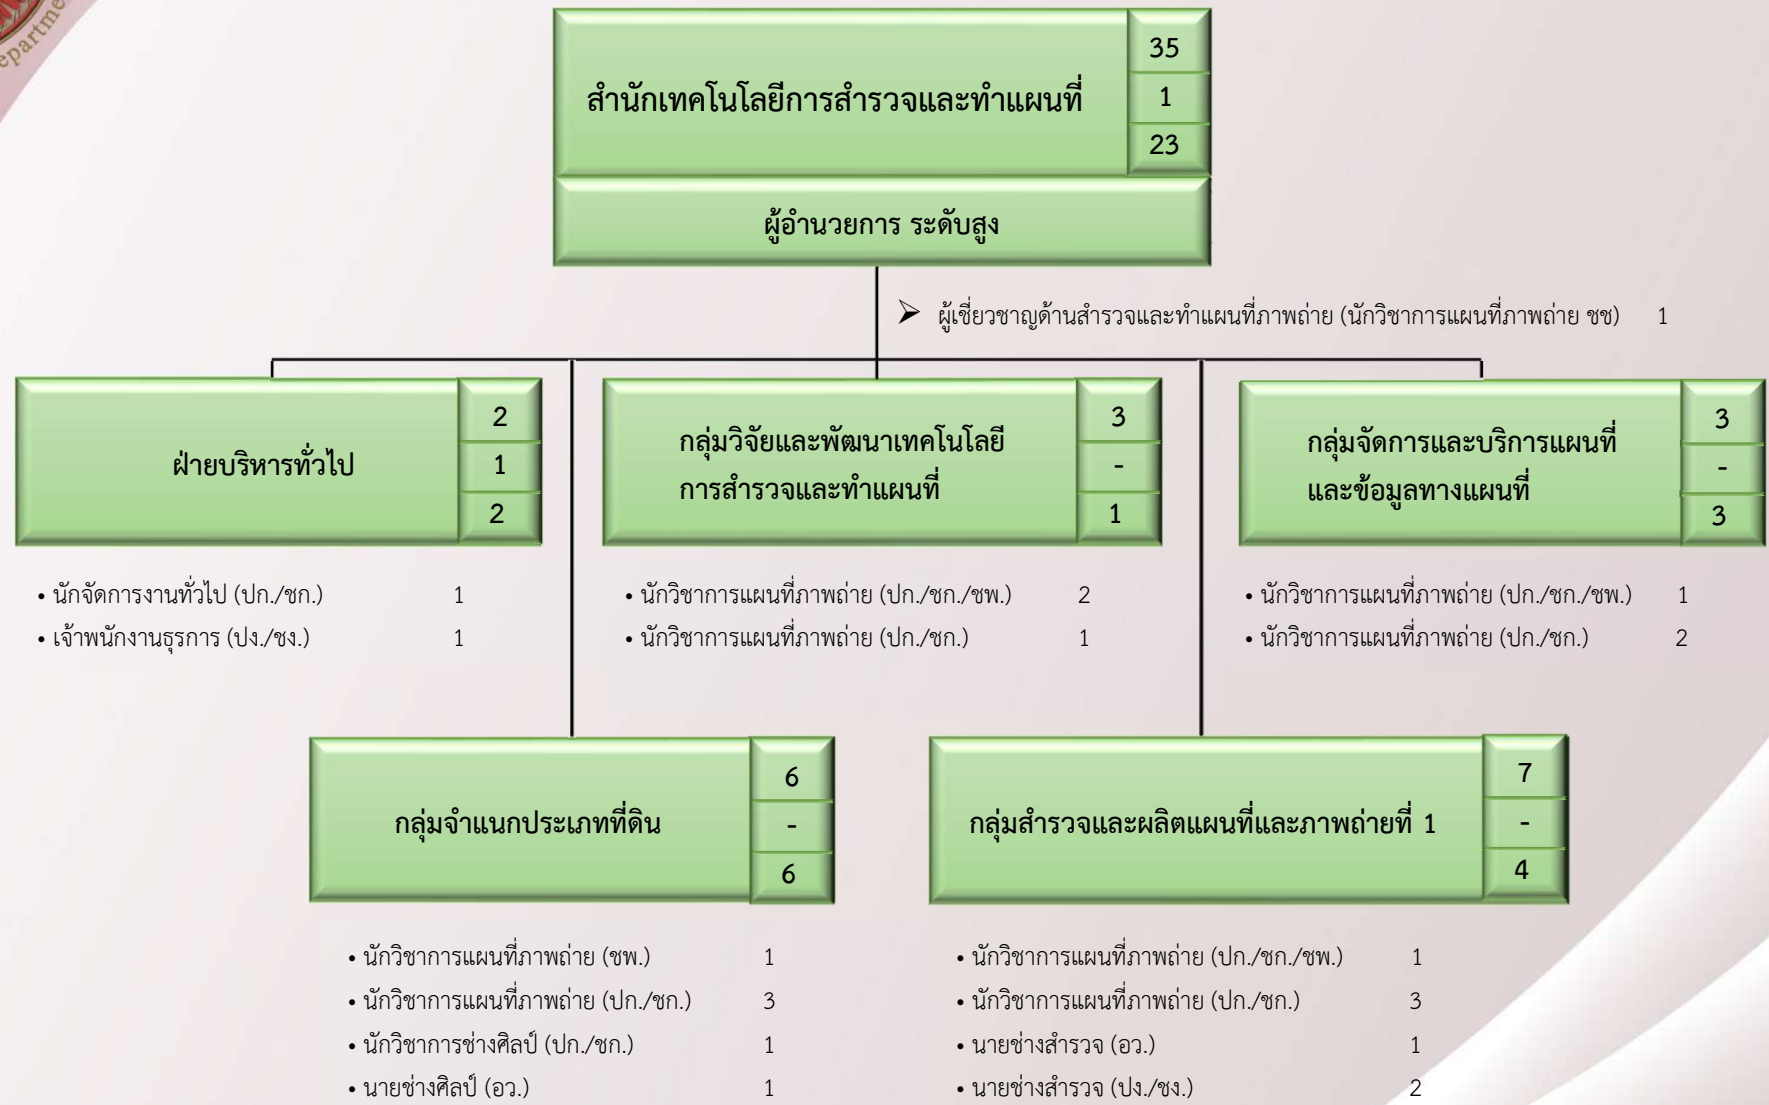 epartme
สำนักเทคโนโลยีการสำรวจและทำแผนที่
35
1
23
ผู้อำนวยการ ระดับสูง
➢ ผู้เชี่ยวชาญด้านสำรวจและทำแผนที่ภาพถ่าย (นักวิชาการแผนที่ภาพถ่าย ชช) 1
ฝ่ายบริหารทั่วไป
2
1
2
• นักจัดการงานทั่วไป (ปก./ชก.) 1
• เจ้าพนักงานธุรการ (ปง./ชง.) 1
กลุ่มวิจัยและพัฒนาเทคโนโลยี
การสำรวจและทำแผนที่
3
-
1
• นักวิชาการแผนที่ภาพถ่าย (ปก./ชก./ชพ.) 2
• นักวิชาการแผนที่ภาพถ่าย (ปก./ชก.) 1
กลุ่มจัดการและบริการแผนที่
และข้อมูลทางแผนที่
3
-
3
• นักวิชาการแผนที่ภาพถ่าย (ปก./ชก./ชพ.) 1
• นักวิชาการแผนที่ภาพถ่าย (ปก./ชก.) 2
กลุ่มจำแนกประเภทที่ดิน
6
-
6
• นักวิชาการแผนที่ภาพถ่าย (ชพ.) 1
• นักวิชาการแผนที่ภาพถ่าย (ปก./ชก.) 3
• นักวิชาการช่างศิลป์ (ปก./ชก.) 1
• นายช่างศิลป์ (อว.) 1
กลุ่มสำรวจและผลิตแผนที่และภาพถ่ายที่ 1
7
-
4
• นักวิชาการแผนที่ภาพถ่าย (ปก./ชก./ชพ.) 1
• นักวิชาการแผนที่ภาพถ่าย (ปก./ชก.) 3
• นายช่างสำรวจ (อว.) 1
• นายช่างสำรวจ (ปง./ชง.) 2